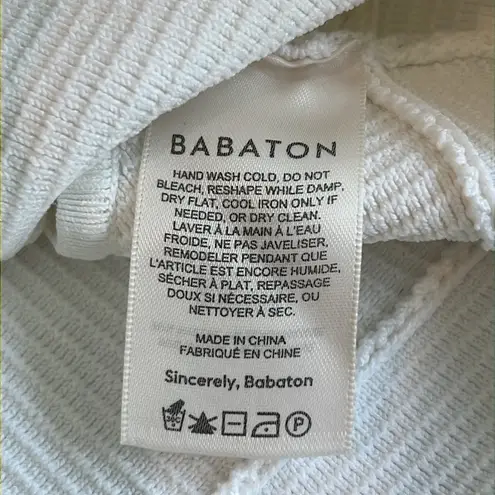 BABATON
HAND WASH COLD, DO NOT
BLEACH, RESHAPE WHILE DAMP,
DRY FLAT, COOL IRON ONLY IF
NEEDED, OR DRY CLEAN.
LAVER À LA MAIN À L'EAU
FROIDE, NE PAS JAVELISER,
REMODELER PENDANT QUE
L'ARTICLE EST ENCORE HUMIDE,
SÉCHER À PLAT, REPASSAGE
DOUX SI NÉCESSAIRE, OU
NETTOYER À SEC.
MADE IN CHINA
FABRIQUÉ EN CHINE
Sincerely, Babaton
P